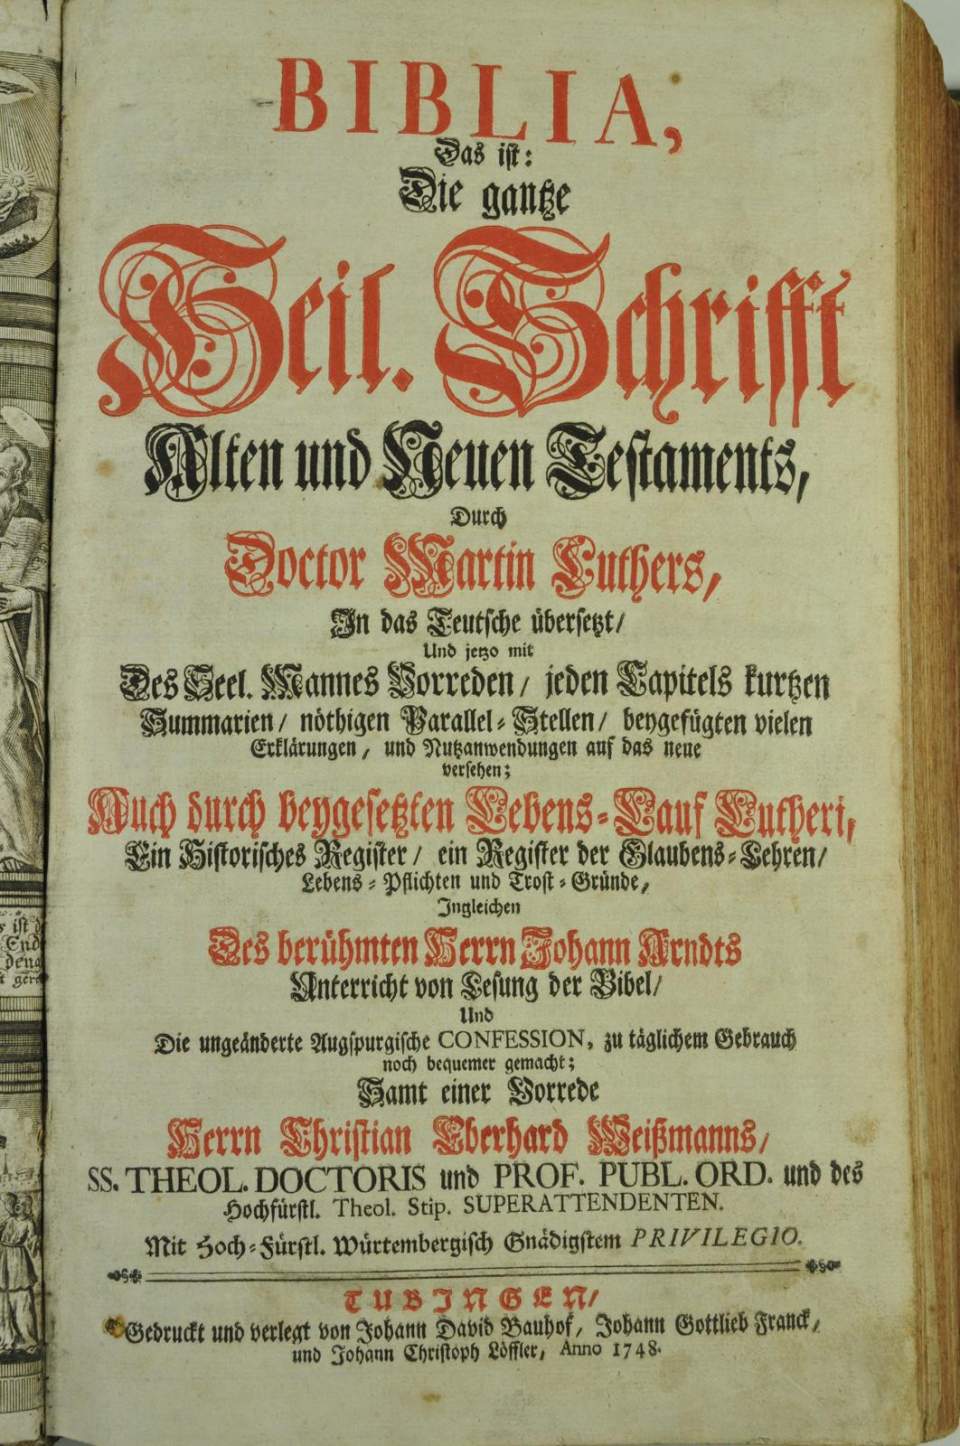 BIBLIA,
Das ist:
Die gantze
Heil. Schrifft
Alten und Neuen Testaments,
Durch
Doctor Martin Luthers,
In das Teutsche übersetzt/
Und jetzo mit
Des Seel. Mannes Vorreden/ jeden Capitels kurtzen
Summarien/ nöthigen Parallel-Stellen/ beygefügten vielen
Erklärungen, und Nutzanwendungen auf das neue
versehen;
Auch durch beygesetzten Lebens-Lauf Lutheri,
Ein Historisches Register/ ein Register der Glaubens-Lehren/
Lebens-Pflichten und Trost-Gründe,
Ingleichen
Des berühmten Herrn Johann Arndts
Unterricht von Lesung der Bibel/
Und
Die ungeänderte Augspurgische CONFESSION, zu täglichem Gebrauch
noch bequemer gemacht;
Samt einer Vorrede
Herrn Christian Eberhard Weißmanns/
SS. THEOL. DOCTORIS und PROF. PUBL. ORD. und des
Hochfürstl. Theol. Stip. SUPERATTENDENTEN.
Mit Hoch-Fürstl. Würtembergisch Gnädigstem PRIVILEGIO.
TUBINGEN/
Gedruckt und verlegt von Johann David Bauhof, Johann Gottlieb Franck,
und Johann Christoph Löffler, Anno 1748.